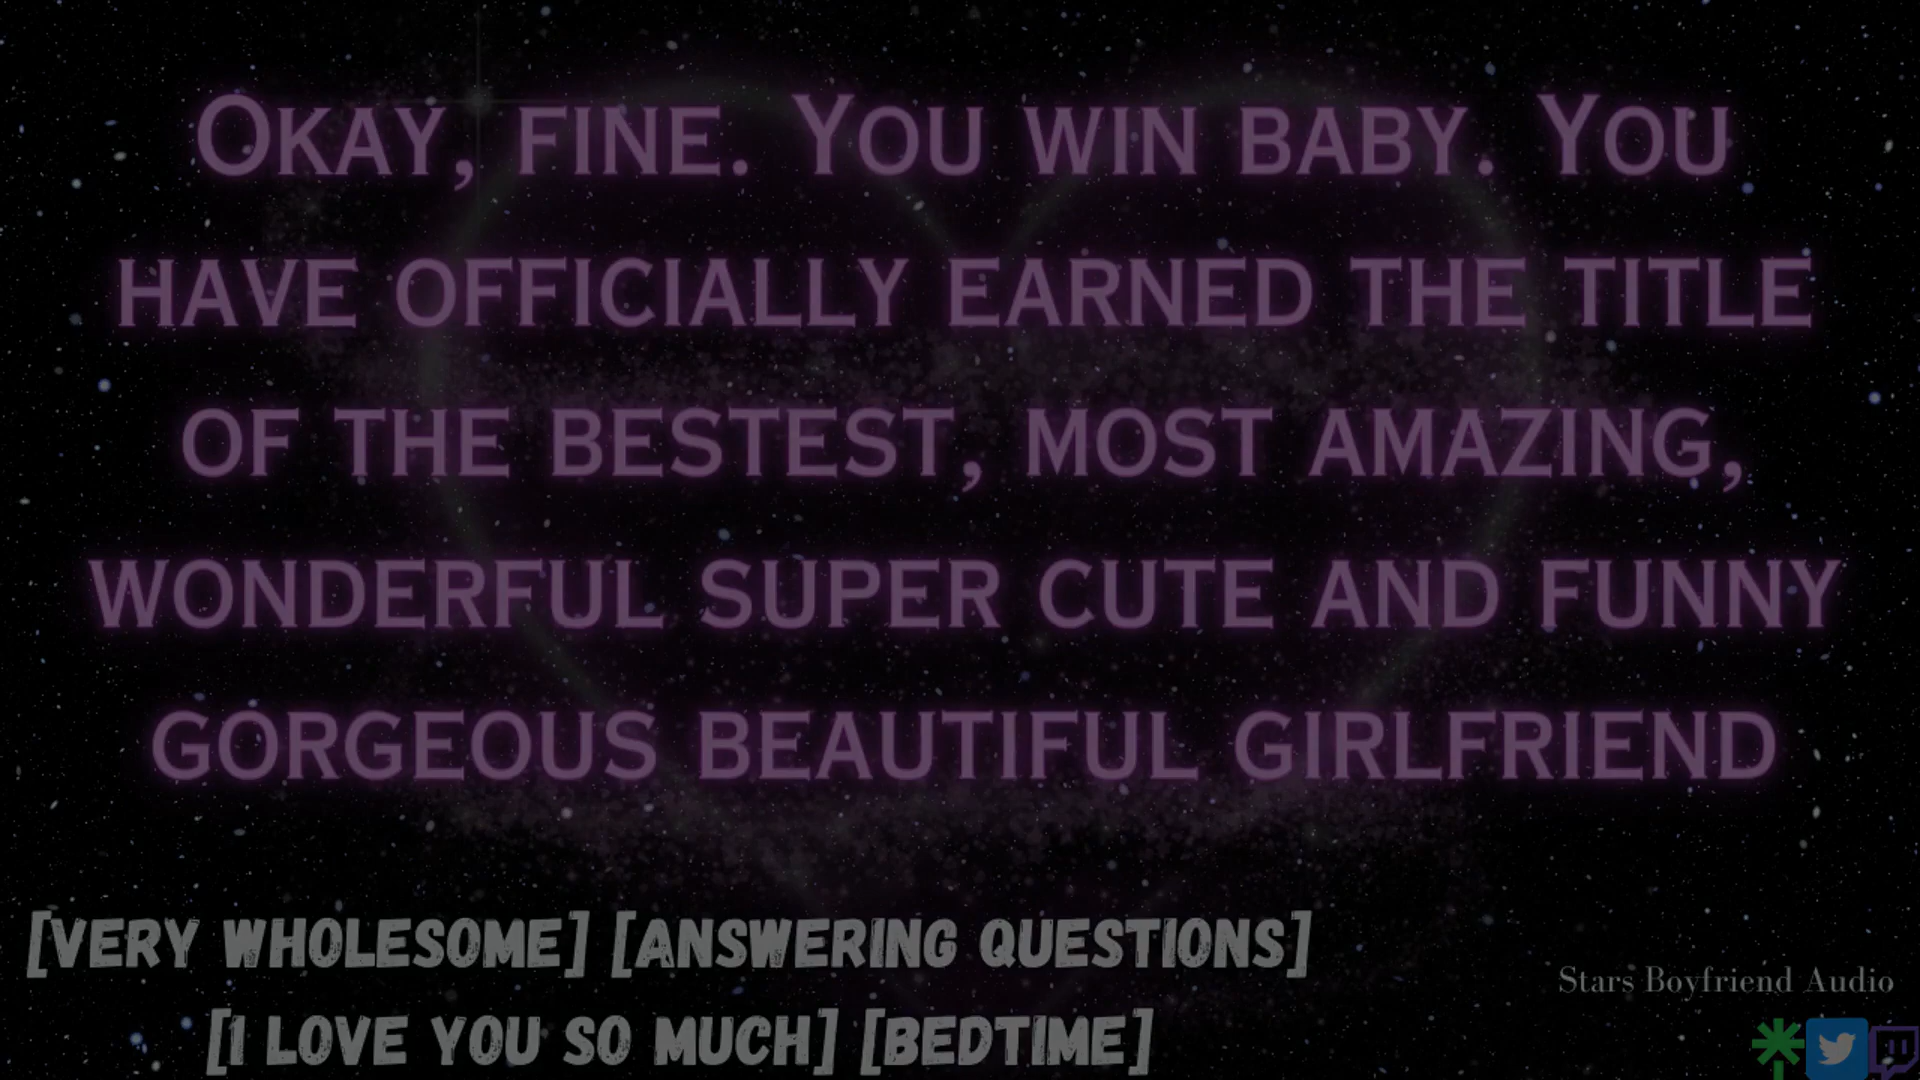 Okay, fine. You win baby. You
have officially earned the title
of the bestest, most amazing,
wonderful super cute and funny
gorgeous beautiful girlfriend
[VERY WHOLESOME] [ANSWERING QUESTIONS]
[I LOVE YOU SO MUCH] [BEDTIME]
Stars Boyfriend Audio